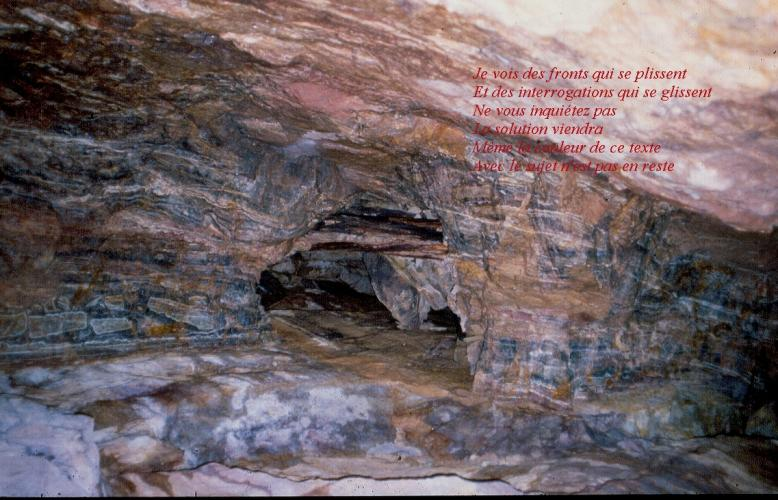 Je vois des fronts qui se plissent
Et des interrogations qui se glissent
Ne vous inquiétez pas
La solution viendra
Même la couleur de ce texte
Avec le sujet n'est pas en reste